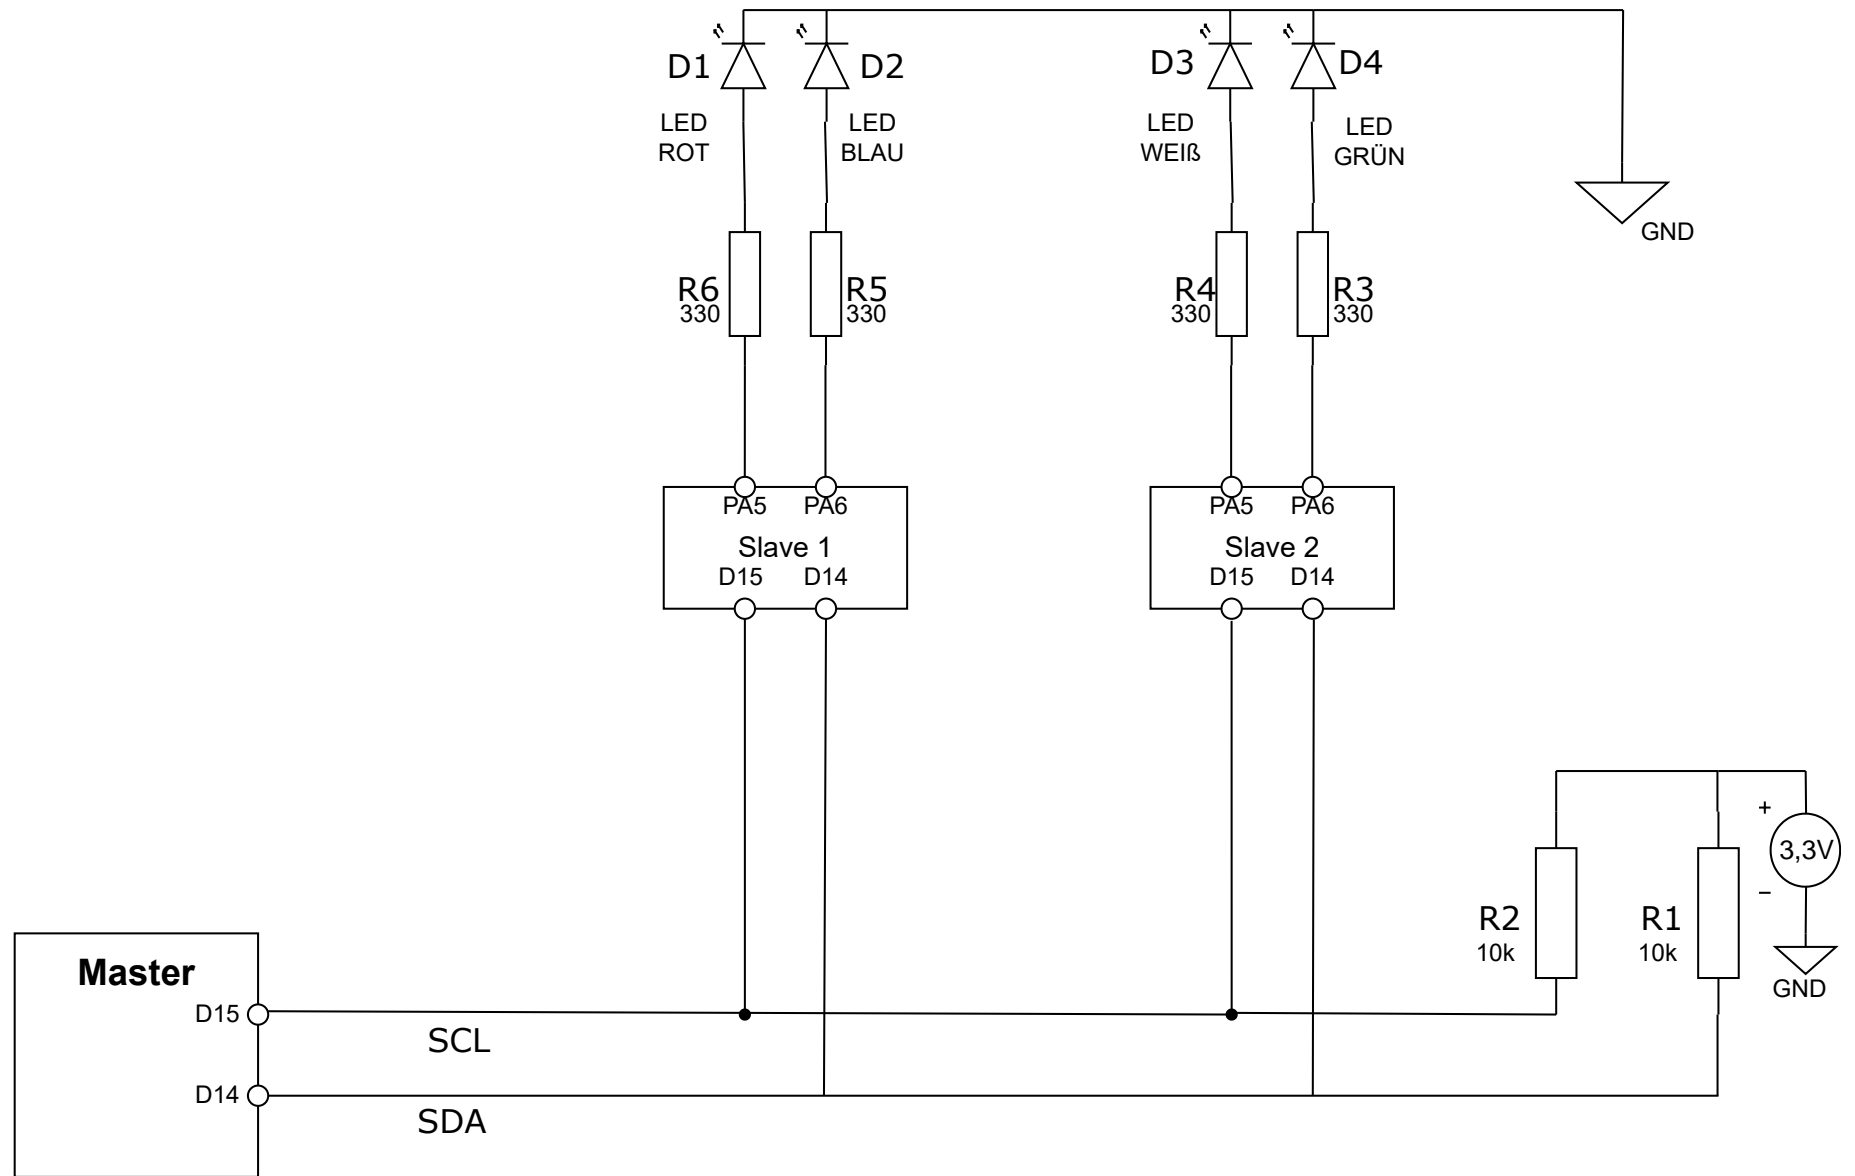 D1
D2
D3
D4
LED
ROT
LED
BLAU
LED
WEIß
LED
GRÜN
GND
R6
330
R5
330
R4
330
R3
330
PA5
PA6
Slave 1
D15
D14
PA5
PA6
Slave 2
D15
D14
+
3,3V
−
R2
10k
R1
10k
GND
Master
D15
SCL
D14
SDA